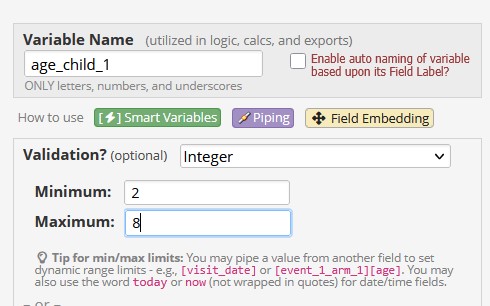 Variable Name (utilized in logic, calcs, and exports)
age_child_1
Enable auto naming of variable
based upon its Field Label?
ONLY letters, numbers, and underscores
How to use [⚡] Smart Variables Piping Field Embedding
Validation? (optional) Integer
Minimum: 2
Maximum: 8
Tip for min/max limits: You may pipe a value from another field to set
dynamic range limits - e.g., [visit_date] or [event_1_arm_1][age]. You may
also use the word today or now (not wrapped in quotes) for date/time fields.
– or –